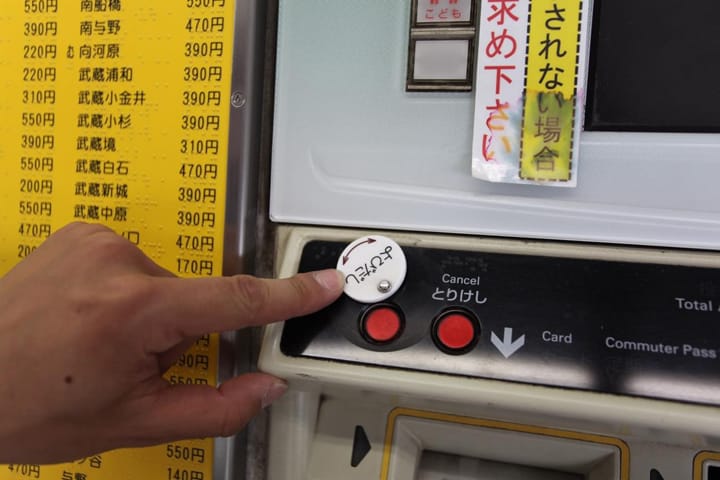 550円 南船橋 550円
390円 南与野 470円
220円 む 向河原 390円
220円 武蔵浦和 390円
310円 武蔵小金井 390円
550円 武蔵小杉 390円
390円 武蔵境 310円
550円 武蔵白石 470円
200円 武蔵新城 390円
550円 武蔵中原 390円
470円 470円
200 170円
90円
550円
550円
470円 与野 140円
こども
求め下さい
されない場合
よびだし
Cancel
とりけし
Card
Total
Commuter Pass